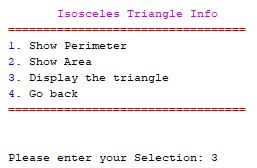 Isosceles Triangle Info
==================================
1. Show Perimeter
2. Show Area
3. Display the triangle
4. Go back
==================================
Please enter your Selection: 3